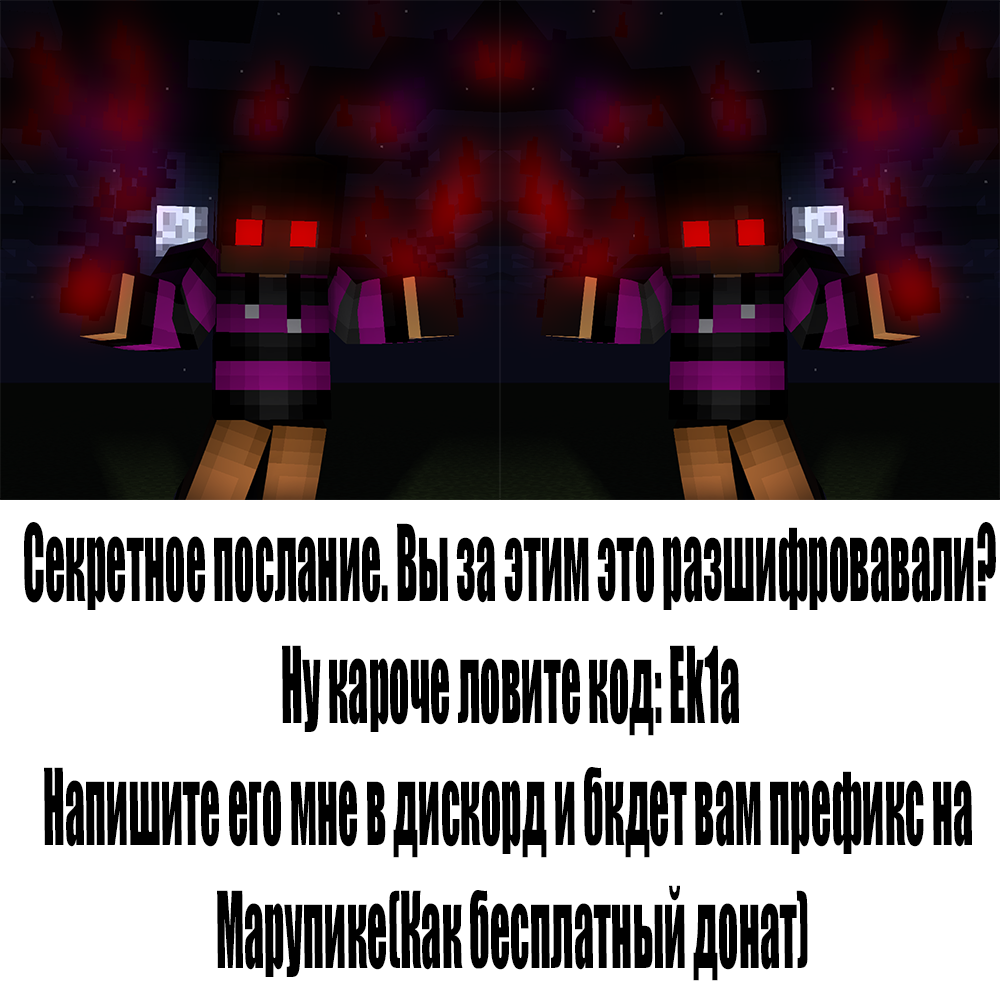 Секретное послание. Вы за этим это разшифровавали?
Ну кароче ловите код: Ek1a
Напишите его мне в дискорд и бкдет вам префикс на
Марупике(Как бесплатный донат)